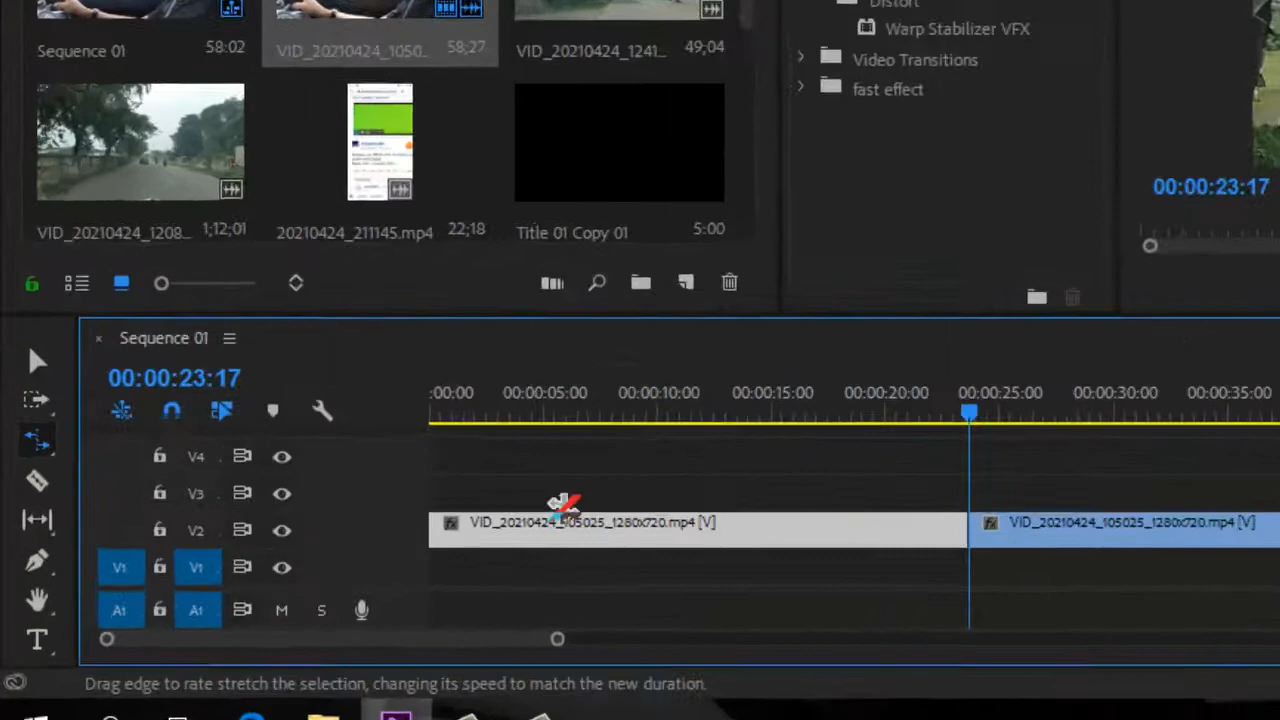 Distort
Warp Stabilizer VFX
Video Transitions
fast effect
Sequence 01 58:02
VID_20210424_1050... 58;27
VID_20210424_1241... 49;04
VID_20210424_1208... 1;12;01
20210424_211145.mp4 22;18
Title 01 Copy 01 5:00
00:00:23:17
× Sequence 01
00:00:23:17
:00:00 00:00:05:00 00:00:10:00 00:00:15:00 00:00:20:00 00:00:25:00 00:00:30:00 00:00:35:00
V4
V3
V2
fx VID_20210424_105025_1280x720.mp4 [V]
fx VID_20210424_105025_1280x720.mp4 [V]
V1 V1
A1 A1 M S
T
Drag edge to rate stretch the selection, changing its speed to match the new duration.